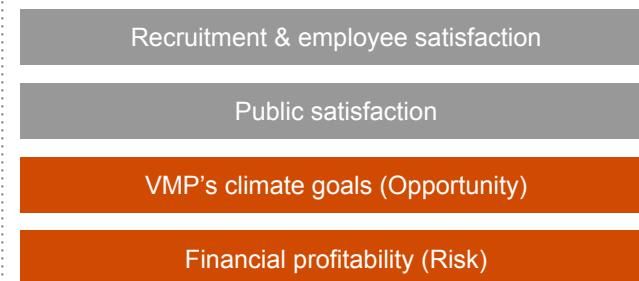 Recruitment & employee satisfaction
Public satisfaction
VMP’s climate goals (Opportunity)
Financial profitability (Risk)